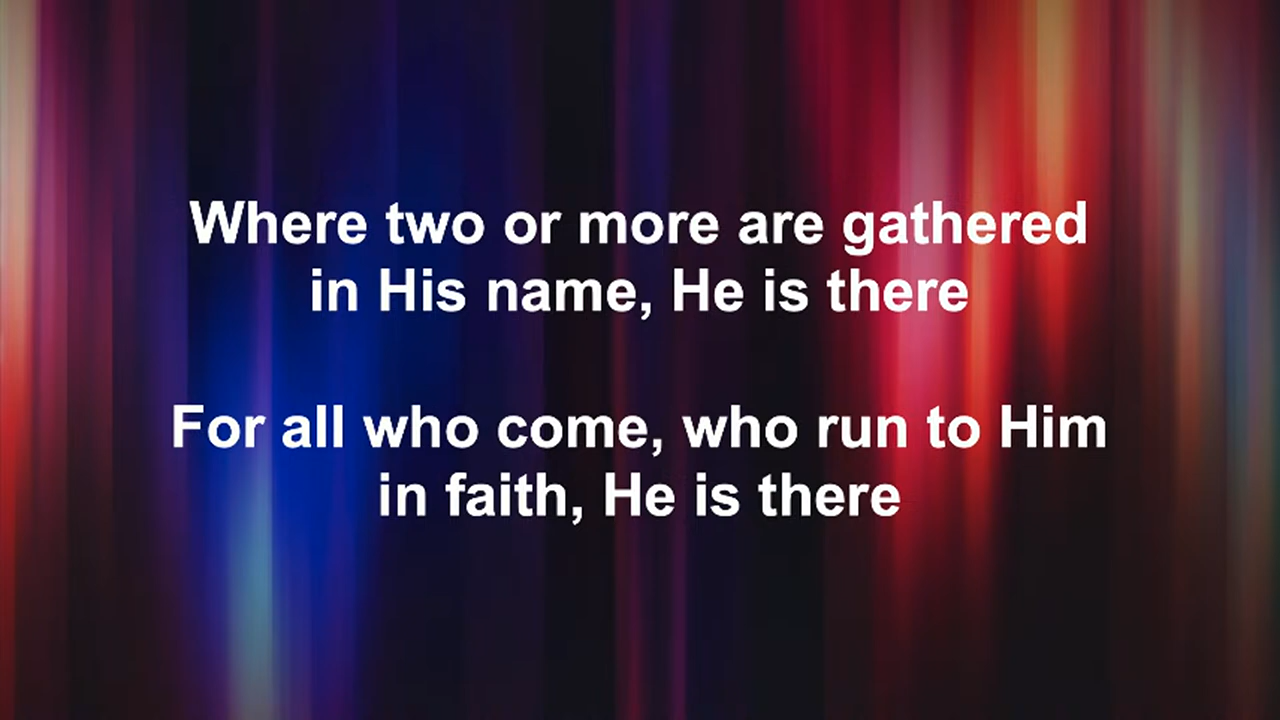 Where two or more are gathered
in His name, He is there
For all who come, who run to Him
in faith, He is there